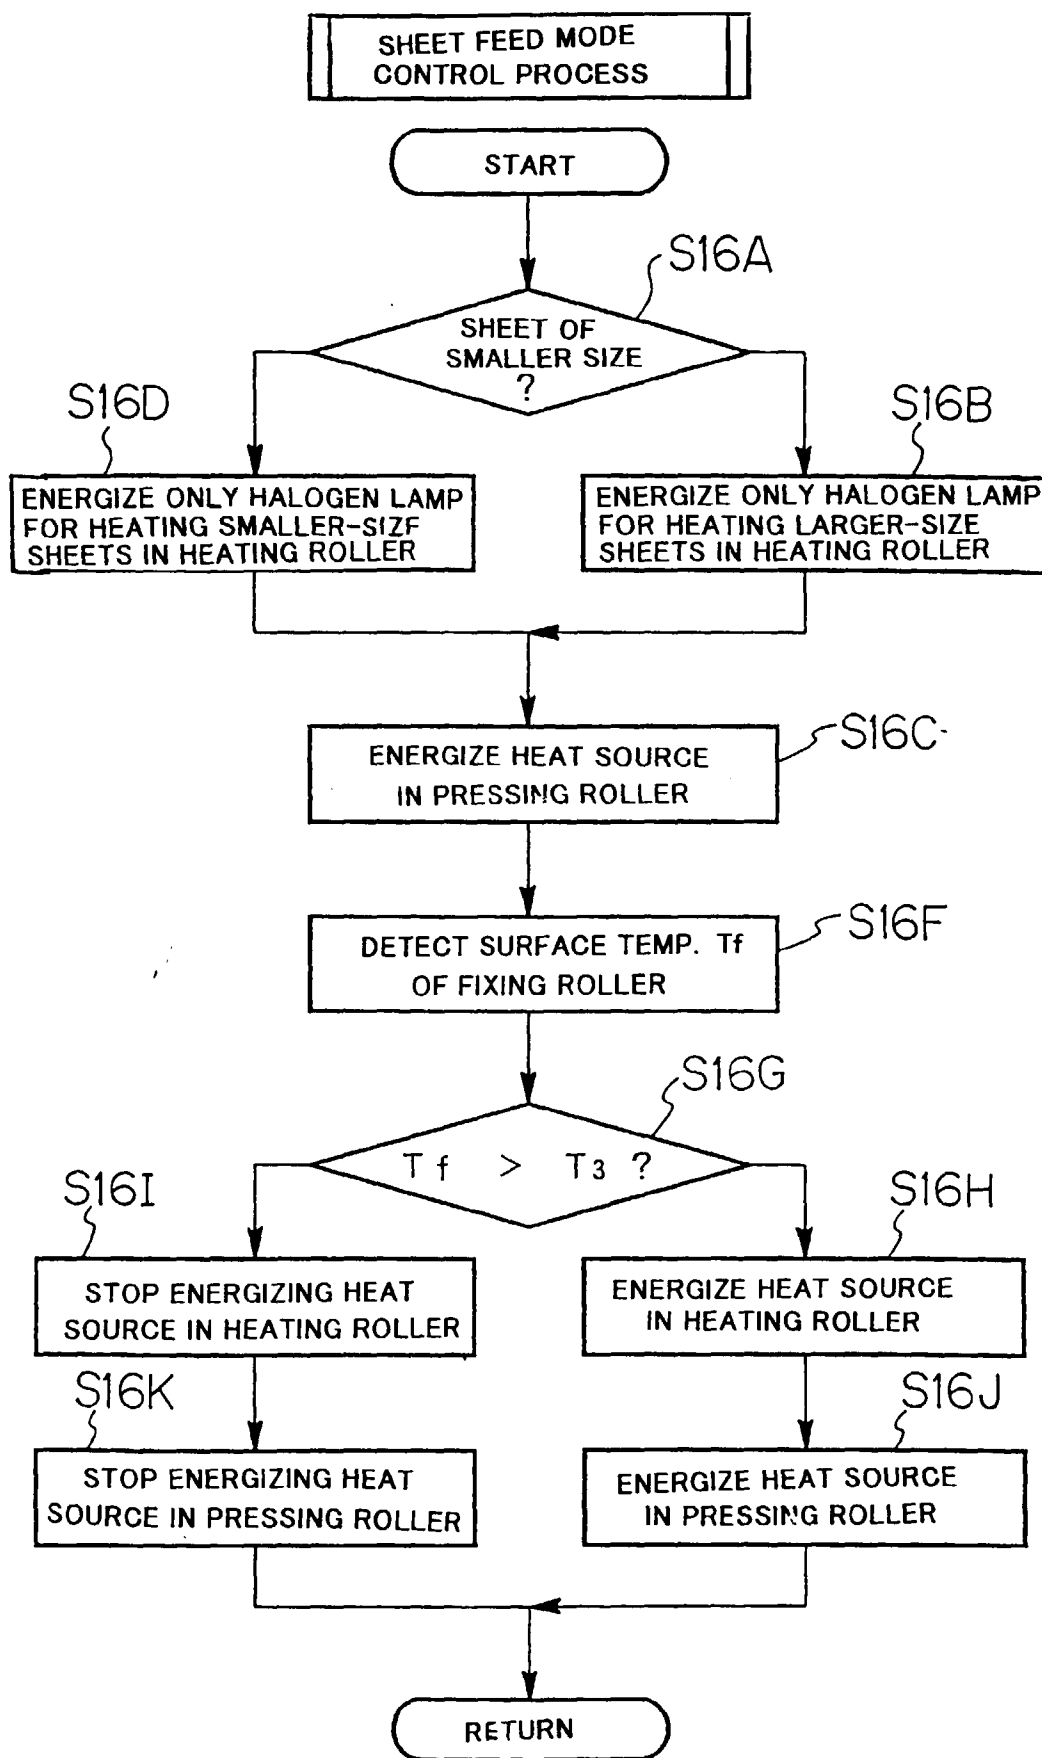 SHEET FEED MODE
CONTROL PROCESS
START
S16A
SHEET OF
SMALLER SIZE
?
S16D
S16B
ENERGIZE ONLY HALOGEN LAMP
FOR HEATING SMALLER-SIZF
SHEETS IN HEATING ROLLER
ENERGIZE ONLY HALOGEN LAMP
FOR HEATING LARGER-SIZE
SHEETS IN HEATING ROLLER
S16C
ENERGIZE HEAT SOURCE
IN PRESSING ROLLER
S16F
DETECT SURFACE TEMP. Tf
OF FIXING ROLLER
S16G
Tf > T3 ?
S16I
S16H
STOP ENERGIZING HEAT
SOURCE IN HEATING ROLLER
ENERGIZE HEAT SOURCE
IN HEATING ROLLER
S16K
S16J
STOP ENERGIZING HEAT
SOURCE IN PRESSING ROLLER
ENERGIZE HEAT SOURCE
IN PRESSING ROLLER
RETURN